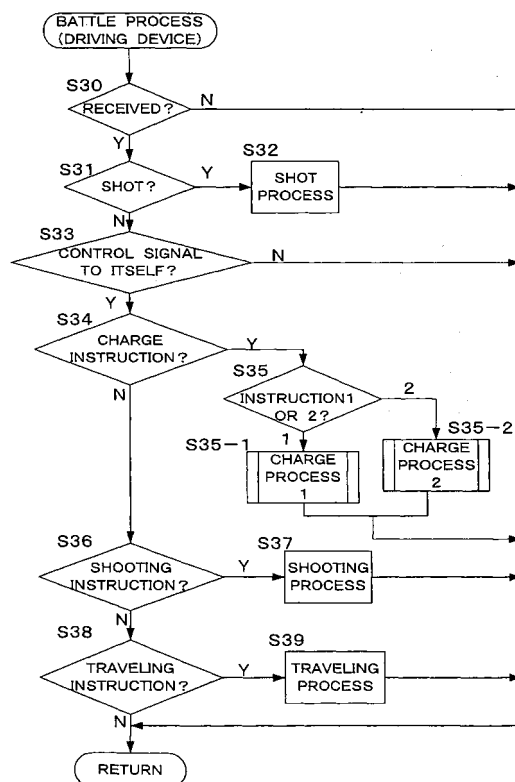 BATTLE PROCESS
(DRIVING DEVICE)
S30
RECEIVED?
N
Y
S31
SHOT?
Y
S32
SHOT
PROCESS
N
S33
CONTROL SIGNAL
TO ITSELF?
N
Y
S34
CHARGE
INSTRUCTION?
Y
N
S35
INSTRUCTION1
OR 2?
2
1
S35-1
CHARGE
PROCESS
1
S35-2
CHARGE
PROCESS
2
S36
SHOOTING
INSTRUCTION?
Y
S37
SHOOTING
PROCESS
N
S38
TRAVELING
INSTRUCTION?
Y
S39
TRAVELING
PROCESS
N
RETURN